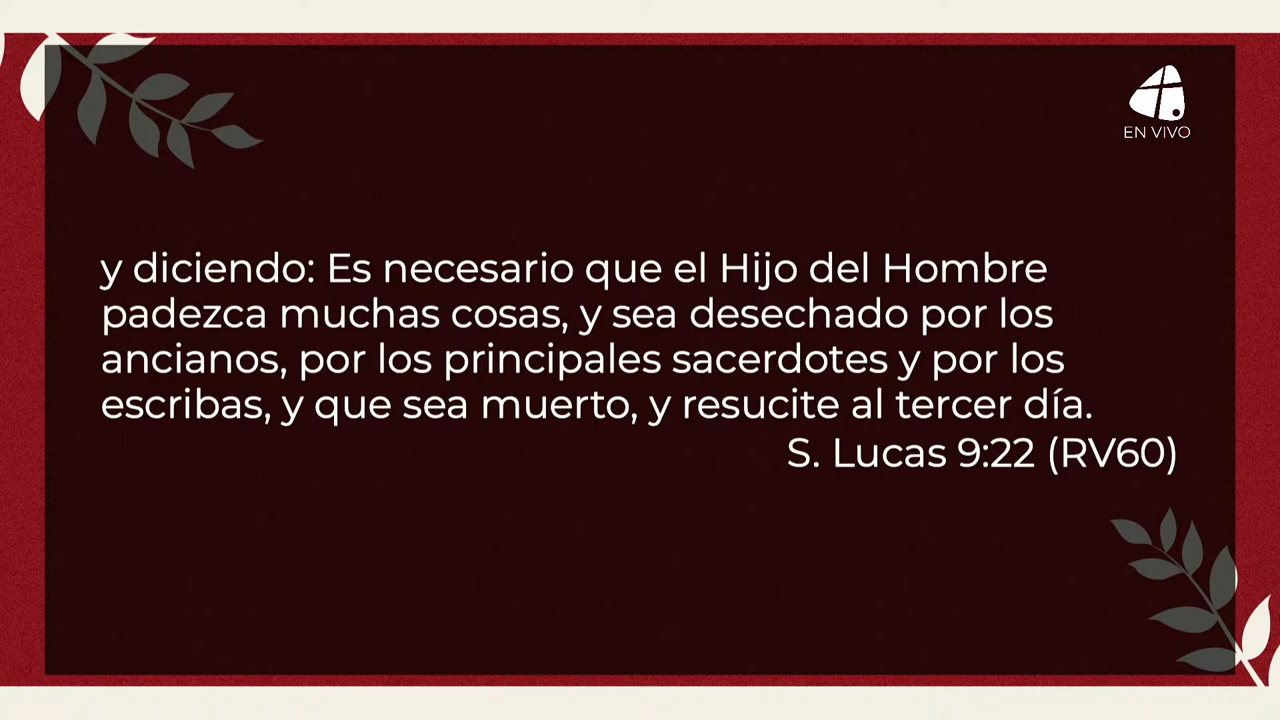 EN VIVO
y diciendo: Es necesario que el Hijo del Hombre
padezca muchas cosas, y sea desechado por los
ancianos, por los principales sacerdotes y por los
escribas, y que sea muerto, y resucite al tercer día.
S. Lucas 9:22 (RV60)